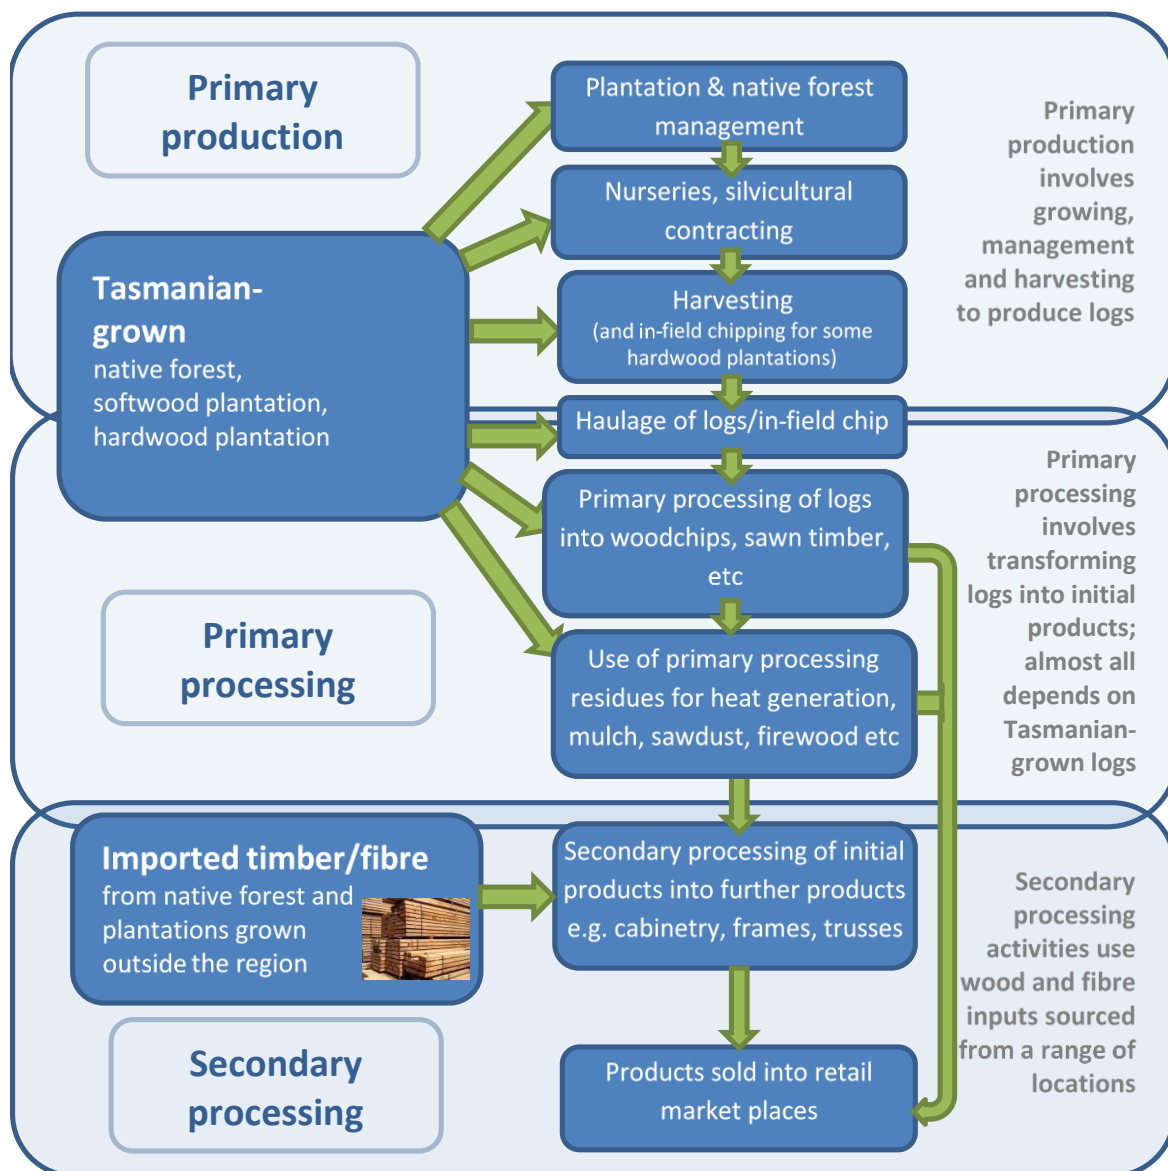 Primary
production
Plantation & native forest
management
Primary
production
involves
growing,
management
and harvesting
to produce logs
Nurseries, silvicultural
contracting
Tasmanian-
grown
native forest,
softwood plantation,
hardwood plantation
Harvesting
(and in-field chipping for some
hardwood plantations)
Haulage of logs/in-field chip
Primary processing of logs
into woodchips, sawn timber,
etc
Primary
processing
involves
transforming
logs into initial
products;
almost all
depends on
Tasmanian-
grown logs
Primary
processing
Use of primary processing
residues for heat generation,
mulch, sawdust, firewood etc
Imported timber/fibre
from native forest and
plantations grown
outside the region
Secondary processing of initial
products into further products
e.g. cabinetry, frames, trusses
Secondary
processing
activities use
wood and fibre
inputs sourced
from a range of
locations
Secondary
processing
Products sold into retail
market places